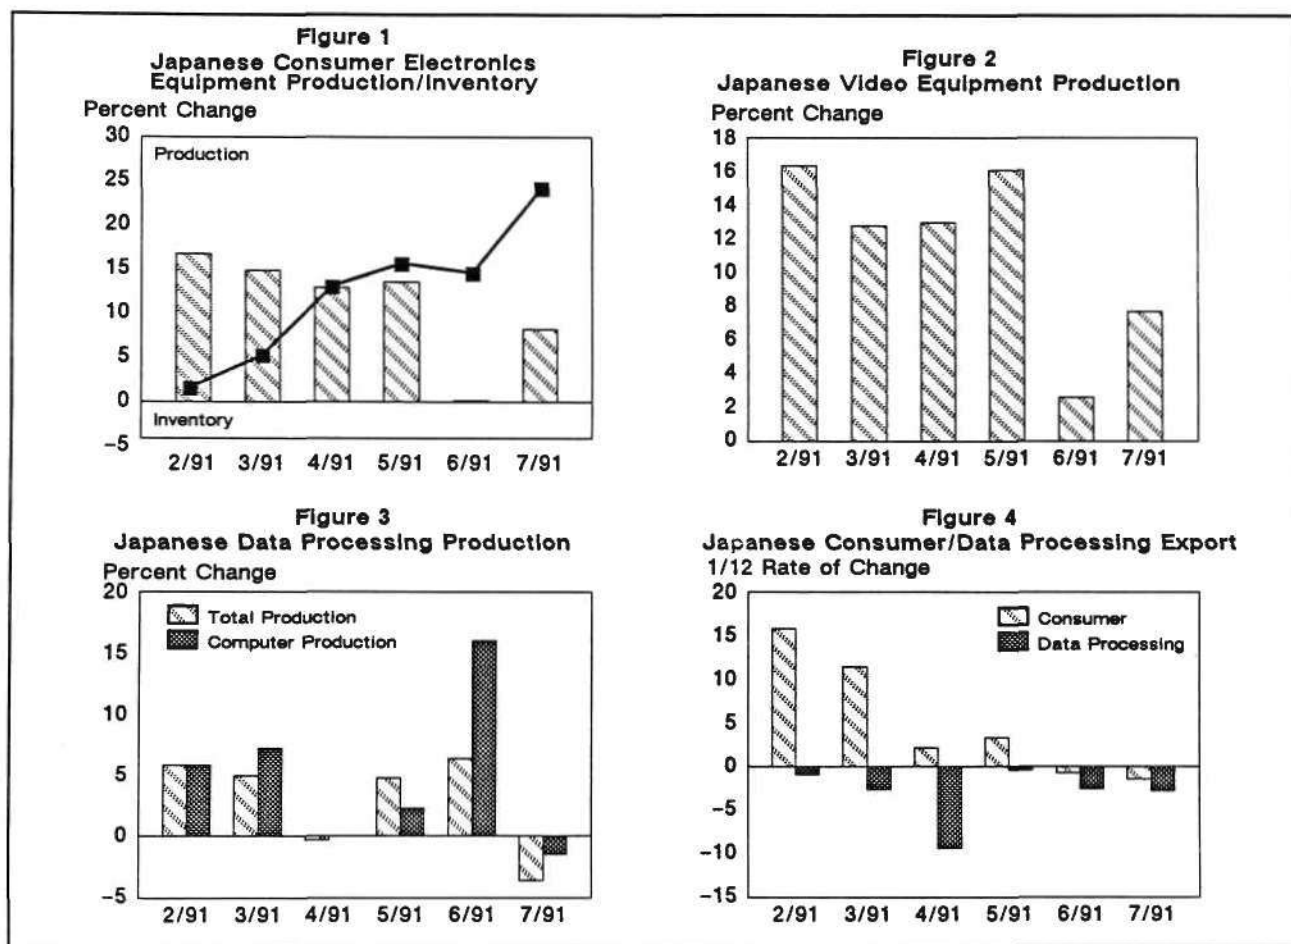 Figure 1
Japanese Consumer Electronics
Equipment Production/Inventory
Percent Change
30
Production
25
20
15
10
5
0
Inventory
-5
2/91 3/91 4/91 5/91 6/91 7/91
Figure 2
Japanese Video Equipment Production
Percent Change
18
16
14
12
10
8
6
4
2
0
2/91 3/91 4/91 5/91 6/91 7/91
Figure 3
Japanese Data Processing Production
Percent Change
20
Total Production
Computer Production
15
10
5
0
-5
2/91 3/91 4/91 5/91 6/91 7/91
Figure 4
Japanese Consumer/Data Processing Export
1/12 Rate of Change
20
Consumer
Data Processing
15
10
5
0
-5
-10
-15
2/91 3/91 4/91 5/91 6/91 7/91